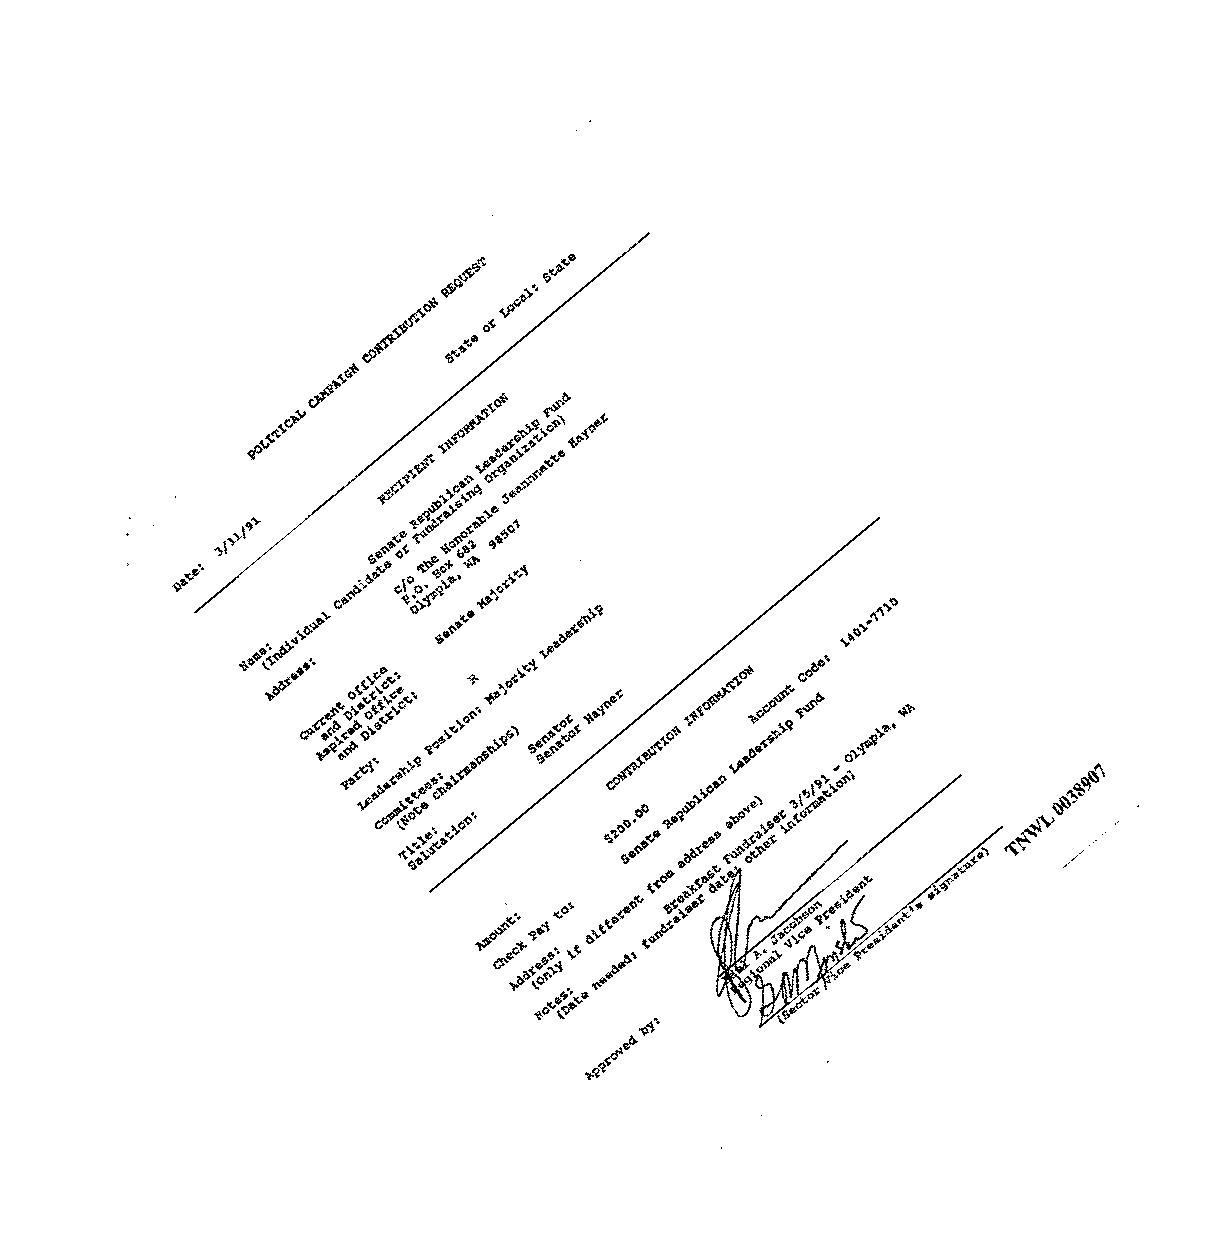 POLITICAL CAMPAIGN CONTRIBUTION REQUEST
Date: 3/11/91 State or Local: State
RECIPIENT INFORMATION
Name: Senate Republican Leadership Fund
(Individual Candidate or Fundraising Organization)
Address: c/o The Honorable Jeannnatte Hayner
P.O. Box 682
Olympia, WA 98507
Current Office
and District: Senate Majority
Aspired Office
and District:
Party: R
Leadership Position: Majority Leadership
Committees:
(Note Chairmanships)
Title: Senator
Salutation: Senator Hayner
CONTRIBUTION INFORMATION
Amount: $200.00 Account Code: 1401-7710
Check Pay to: Senate Republican Leadership Fund
Address:
(Only if different from address above)
Notes: Breakfast Fundraiser 3/5/91 - Olympia, WA
(Date needed; fundraiser date; other information)
Approved by:
A. Jacobson
Regional Vice President
(Sector Vice President's signature)
TNWL 0038907